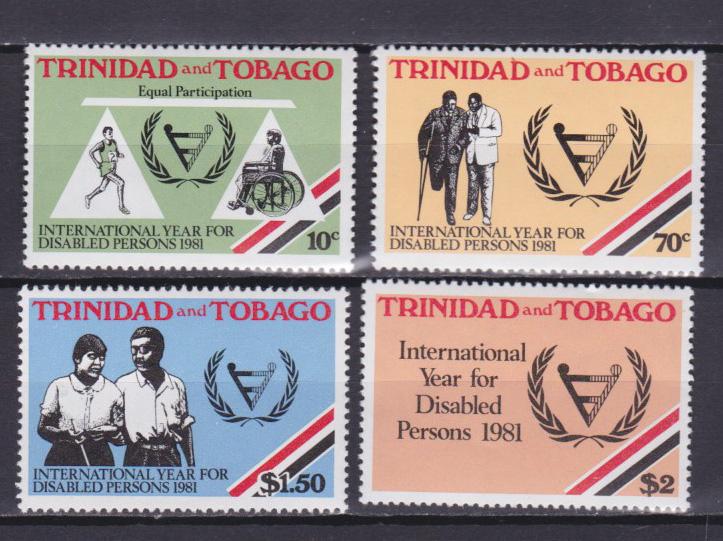 TRINIDAD and TOBAGO
Equal Participation
INTERNATIONAL YEAR FOR
DISABLED PERSONS 1981
10c
TRINIDAD and TOBAGO
INTERNATIONAL YEAR FOR
DISABLED PERSONS 1981
70c
TRINIDAD and TOBAGO
INTERNATIONAL YEAR FOR
DISABLED PERSONS 1981
$1.50
TRINIDAD and TOBAGO
International
Year for
Disabled
Persons 1981
$2